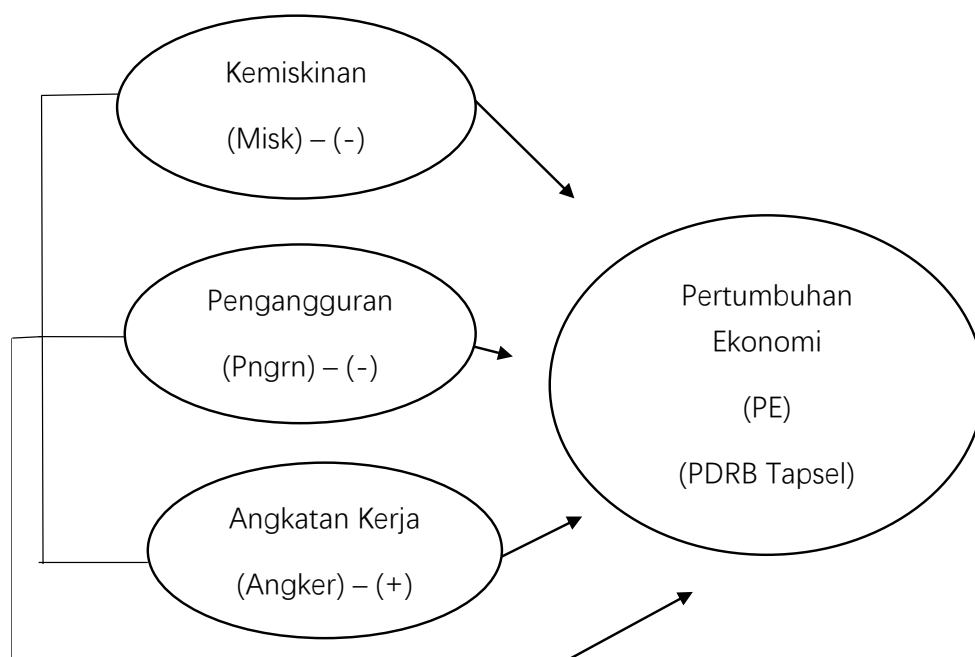 Kemiskinan
(Misk) – (-)
Pengangguran
(Pngrn) – (-)
Angkatan Kerja
(Angker) – (+)
Pertumbuhan
Ekonomi
(PE)
(PDRB Tapsel)